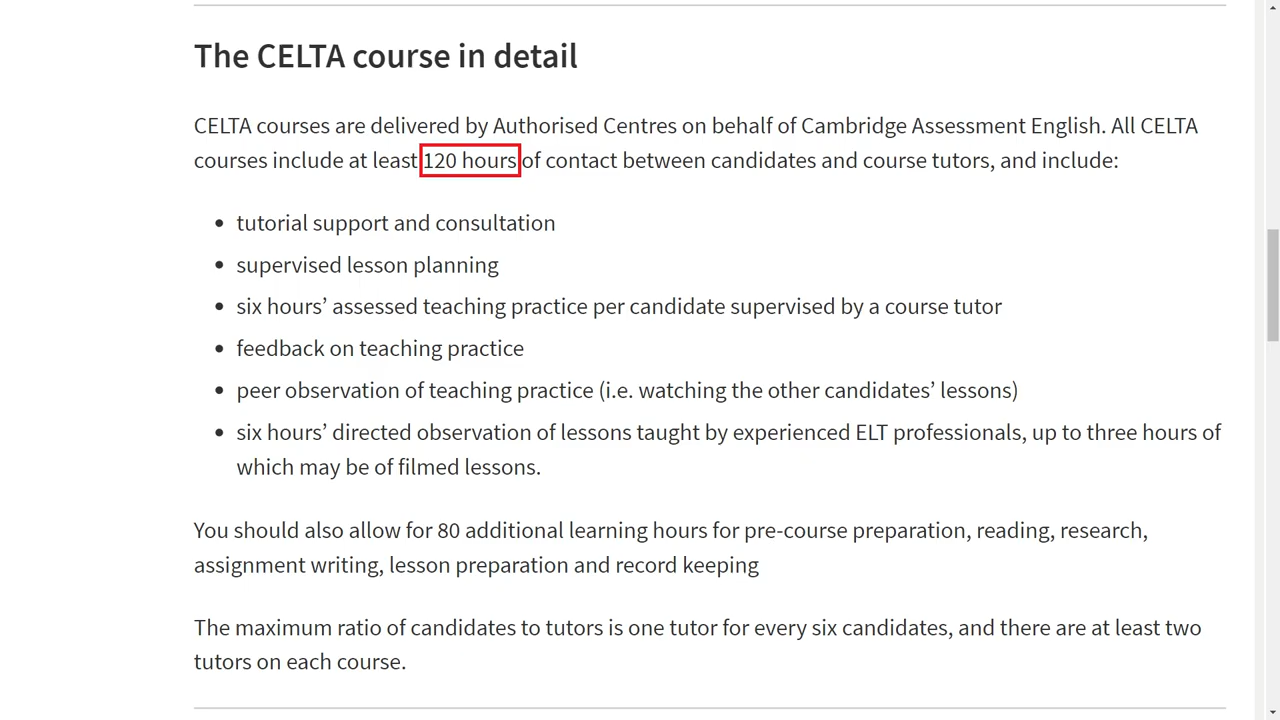 The CELTA course in detail
CELTA courses are delivered by Authorised Centres on behalf of Cambridge Assessment English. All CELTA
courses include at least 120 hours of contact between candidates and course tutors, and include:
• tutorial support and consultation
• supervised lesson planning
• six hours’ assessed teaching practice per candidate supervised by a course tutor
• feedback on teaching practice
• peer observation of teaching practice (i.e. watching the other candidates’ lessons)
• six hours’ directed observation of lessons taught by experienced ELT professionals, up to three hours of
which may be of filmed lessons.
You should also allow for 80 additional learning hours for pre-course preparation, reading, research,
assignment writing, lesson preparation and record keeping
The maximum ratio of candidates to tutors is one tutor for every six candidates, and there are at least two
tutors on each course.